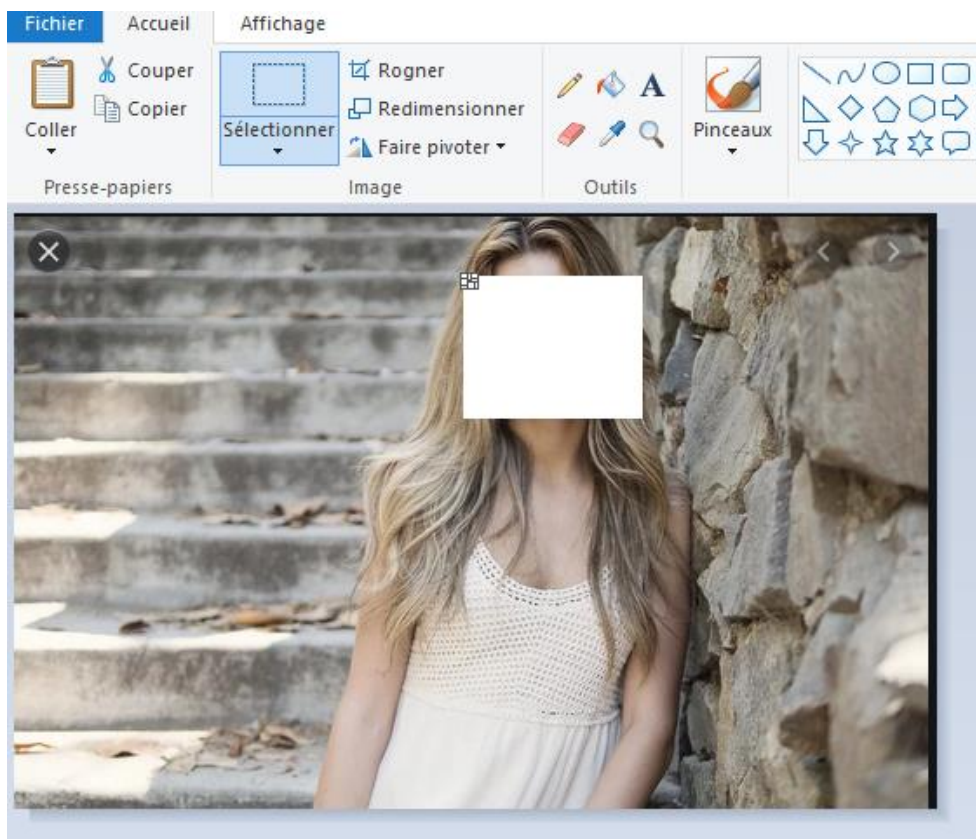 Fichier Accueil Affichage
Coller
Couper
Copier
Presse-papiers
Sélectionner
Rogner
Redimensionner
Faire pivoter
Image
A
Outils
Pinceaux